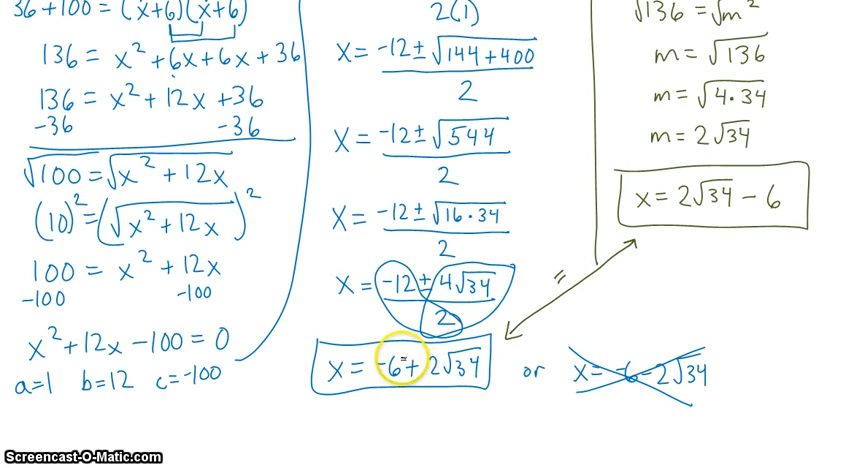 36 + 100 = (x+6)(x+6)
136 = x² + 6x + 6x + 36
136 = x² + 12x + 36
-36 -36
√100 = √x² + 12x
(10)² = (√x² + 12x)²
100 = x² + 12x
-100 -100
x² + 12x - 100 = 0
a=1 b=12 c=-100
2(1)
x = -12 ± √144 + 400
2
x = -12 ± √544
2
x = -12 ± √16 · 34
2
x = -12 ± 4√34
2
x = -6 + 2√34 or x = -6 - 2√34
=
√136 = √m²
m = √136
m = √4 · 34
m = 2√34
x = 2√34 - 6
Screencast-O-Matic.com